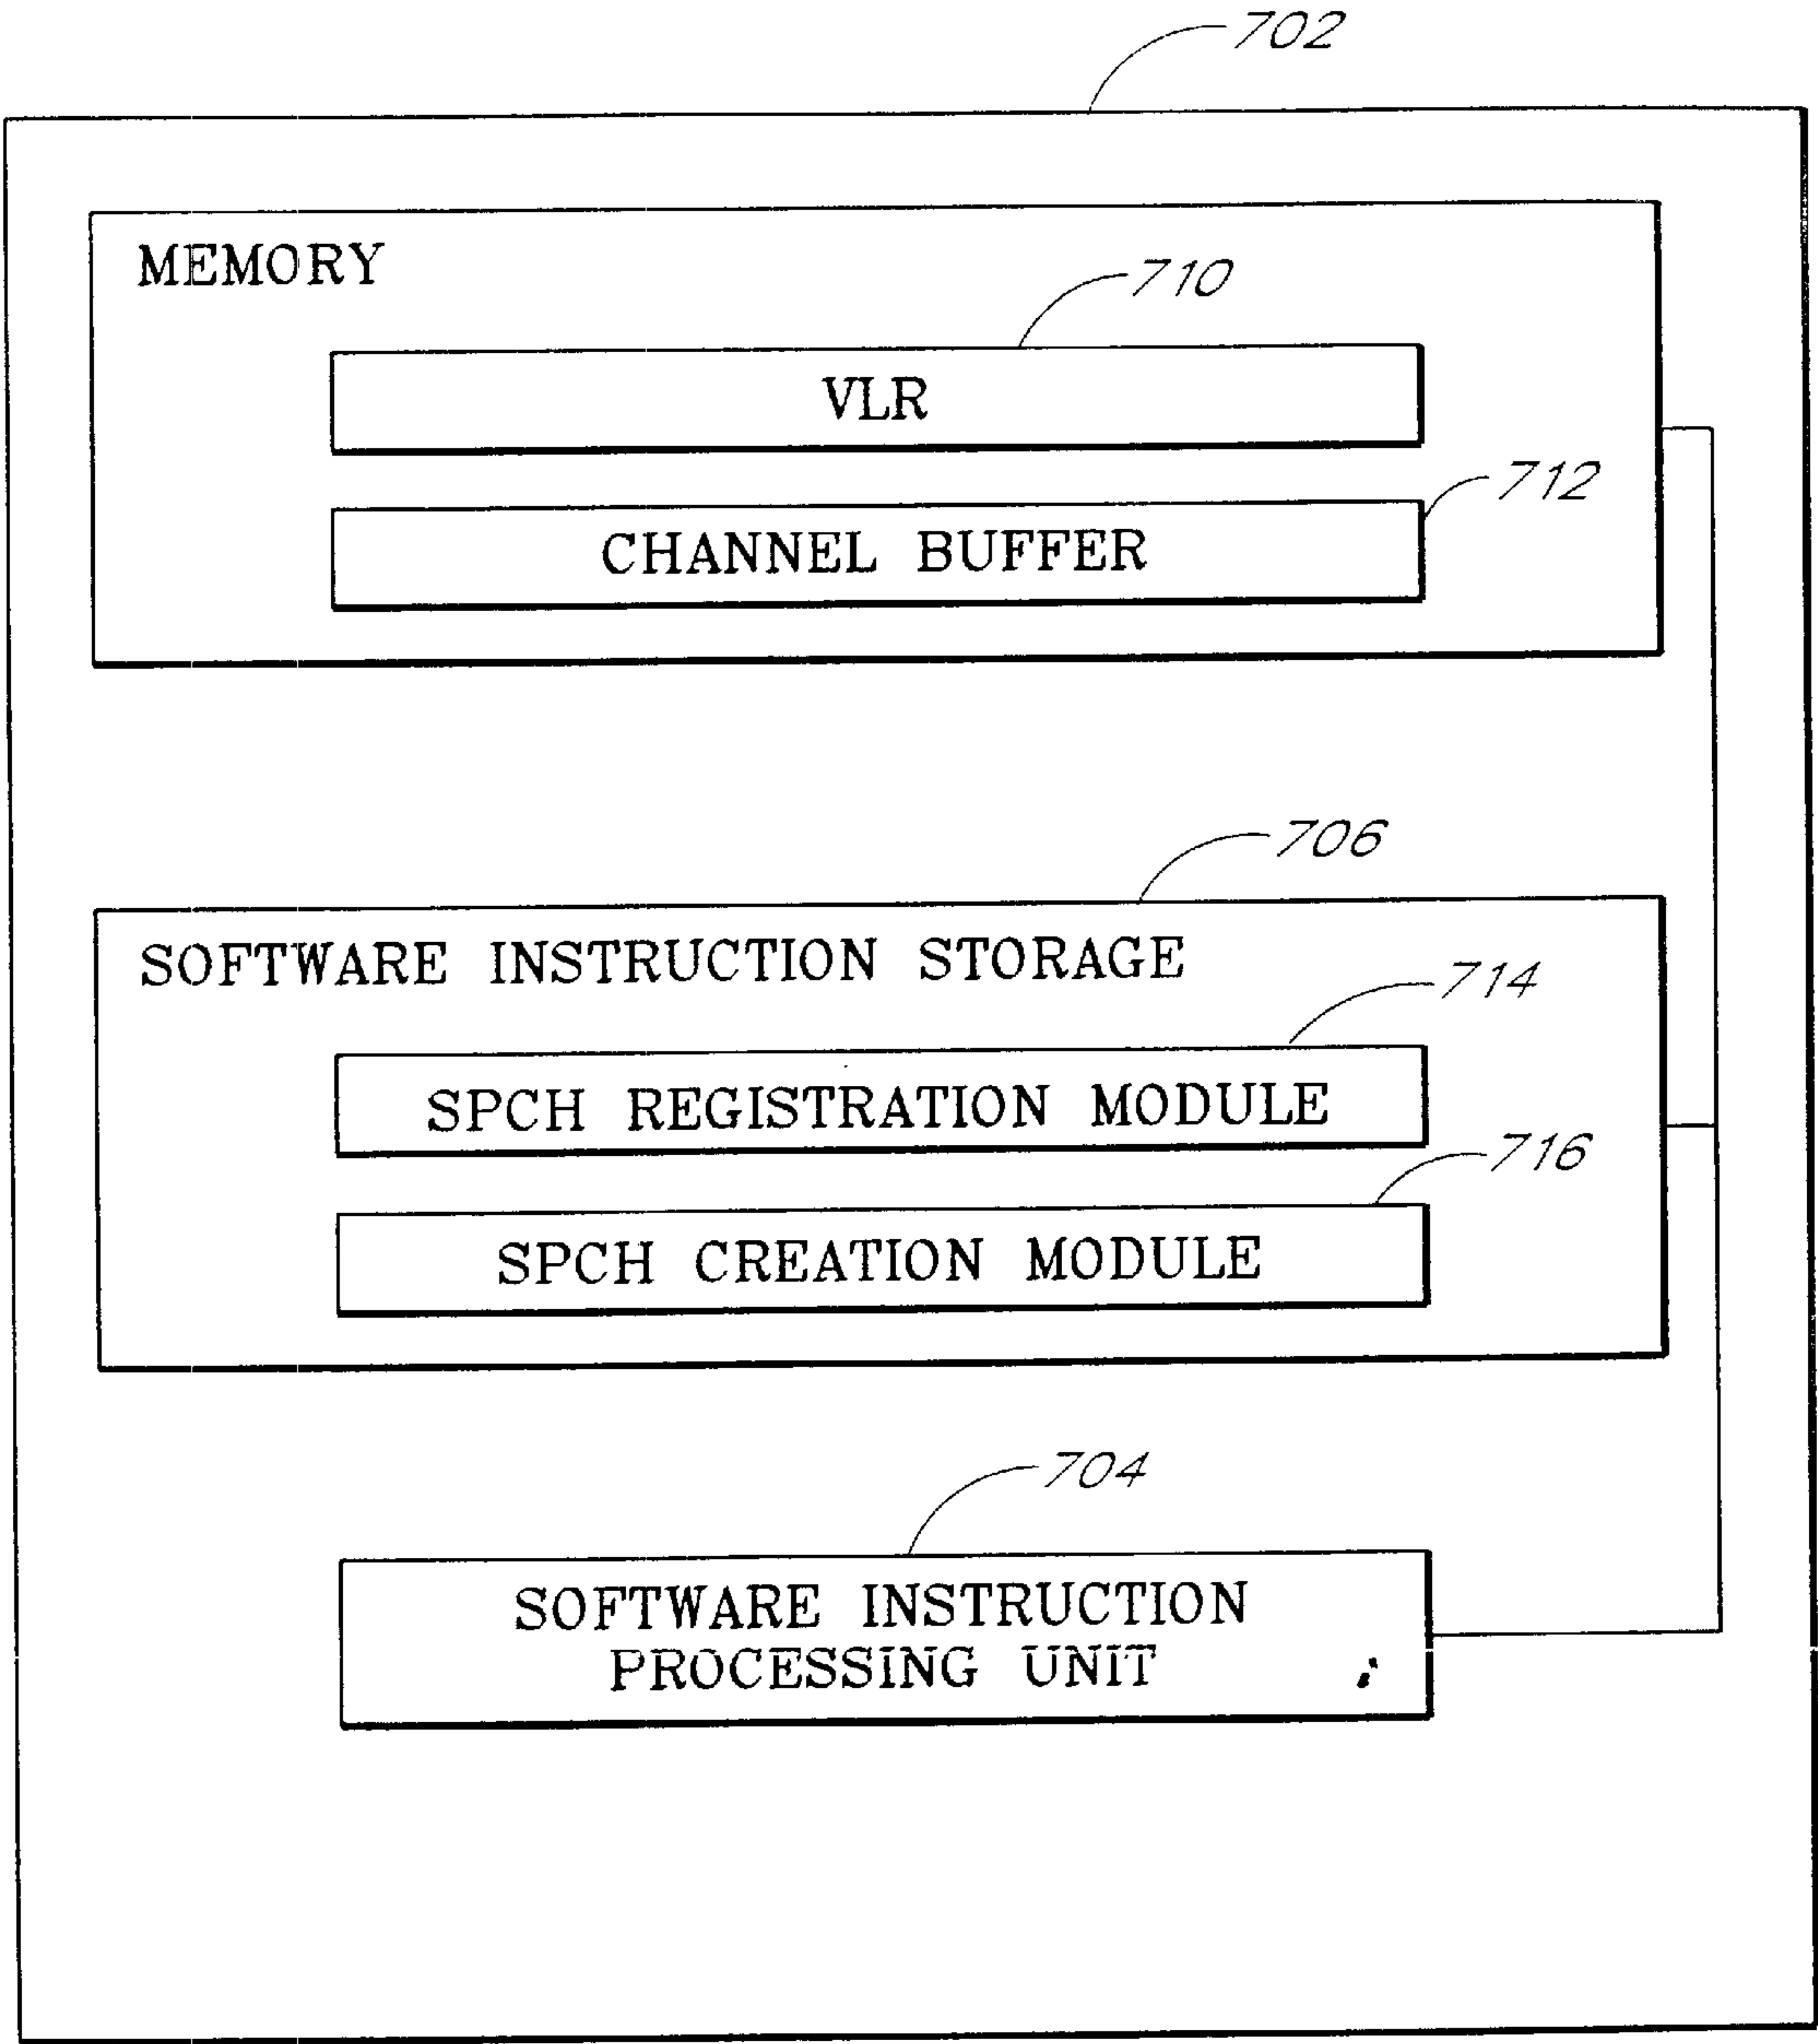 702
MEMORY
710
VLR
712
CHANNEL BUFFER
706
SOFTWARE INSTRUCTION STORAGE
714
SPCH REGISTRATION MODULE
716
SPCH CREATION MODULE
704
SOFTWARE INSTRUCTION
PROCESSING UNIT